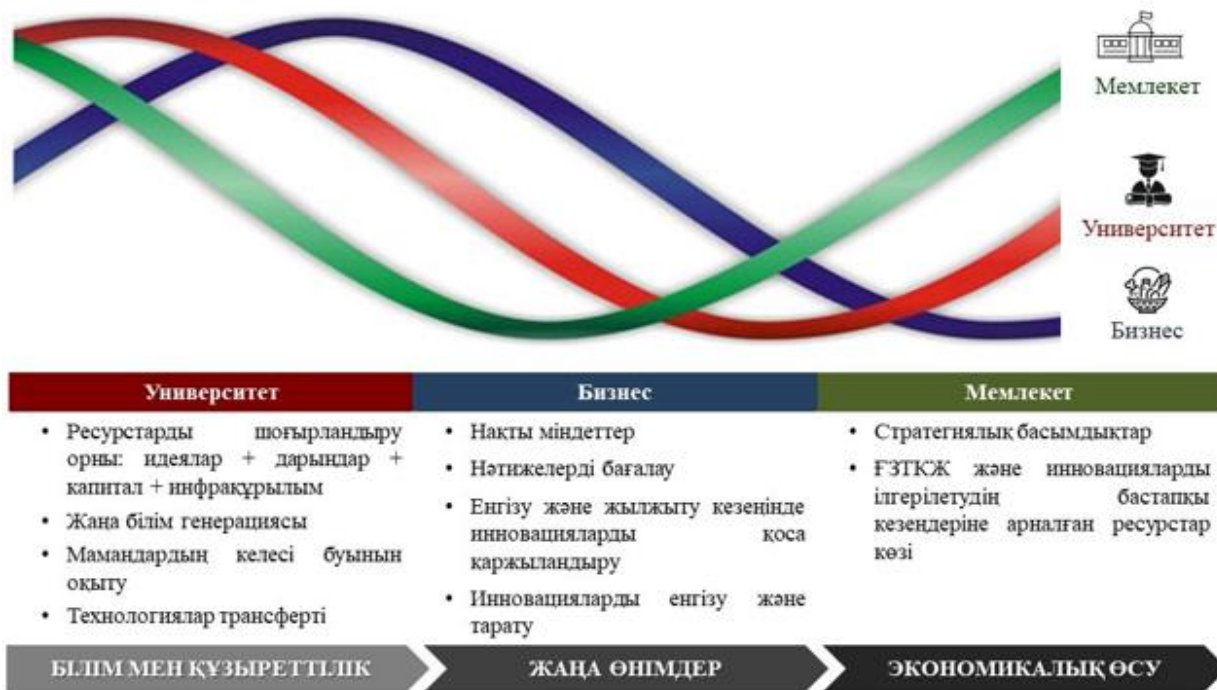 Мемлекет
Университет
Бизнес
Университет
• Ресурстарды шоғырландыру
орны: идеялар + дарындар +
капитал + инфрақұрылым
• Жаңа білім генерациясы
• Мамандардың келесі буынын
оқыту
• Технологиялар трансферті
Бизнес
• Нақты міндеттер
• Нәтижелерді бағалау
• Енгізу және жылжыту кезеңінде
инновацияларды қоса
қаржыландыру
• Инновацияларды енгізу және
тарату
Мемлекет
• Стратегиялық басымдықтар
• ҒЗТКЖ және инновацияларды
ілгерілетудің бастапқы
кезеңдеріне арналған ресурстар
көзі
БІЛІМ МЕН ҚҰЗЫРЕТТІЛІК
ЖАҢА ӨНІМДЕР
ЭКОНОМИКАЛЫҚ ӨСУ